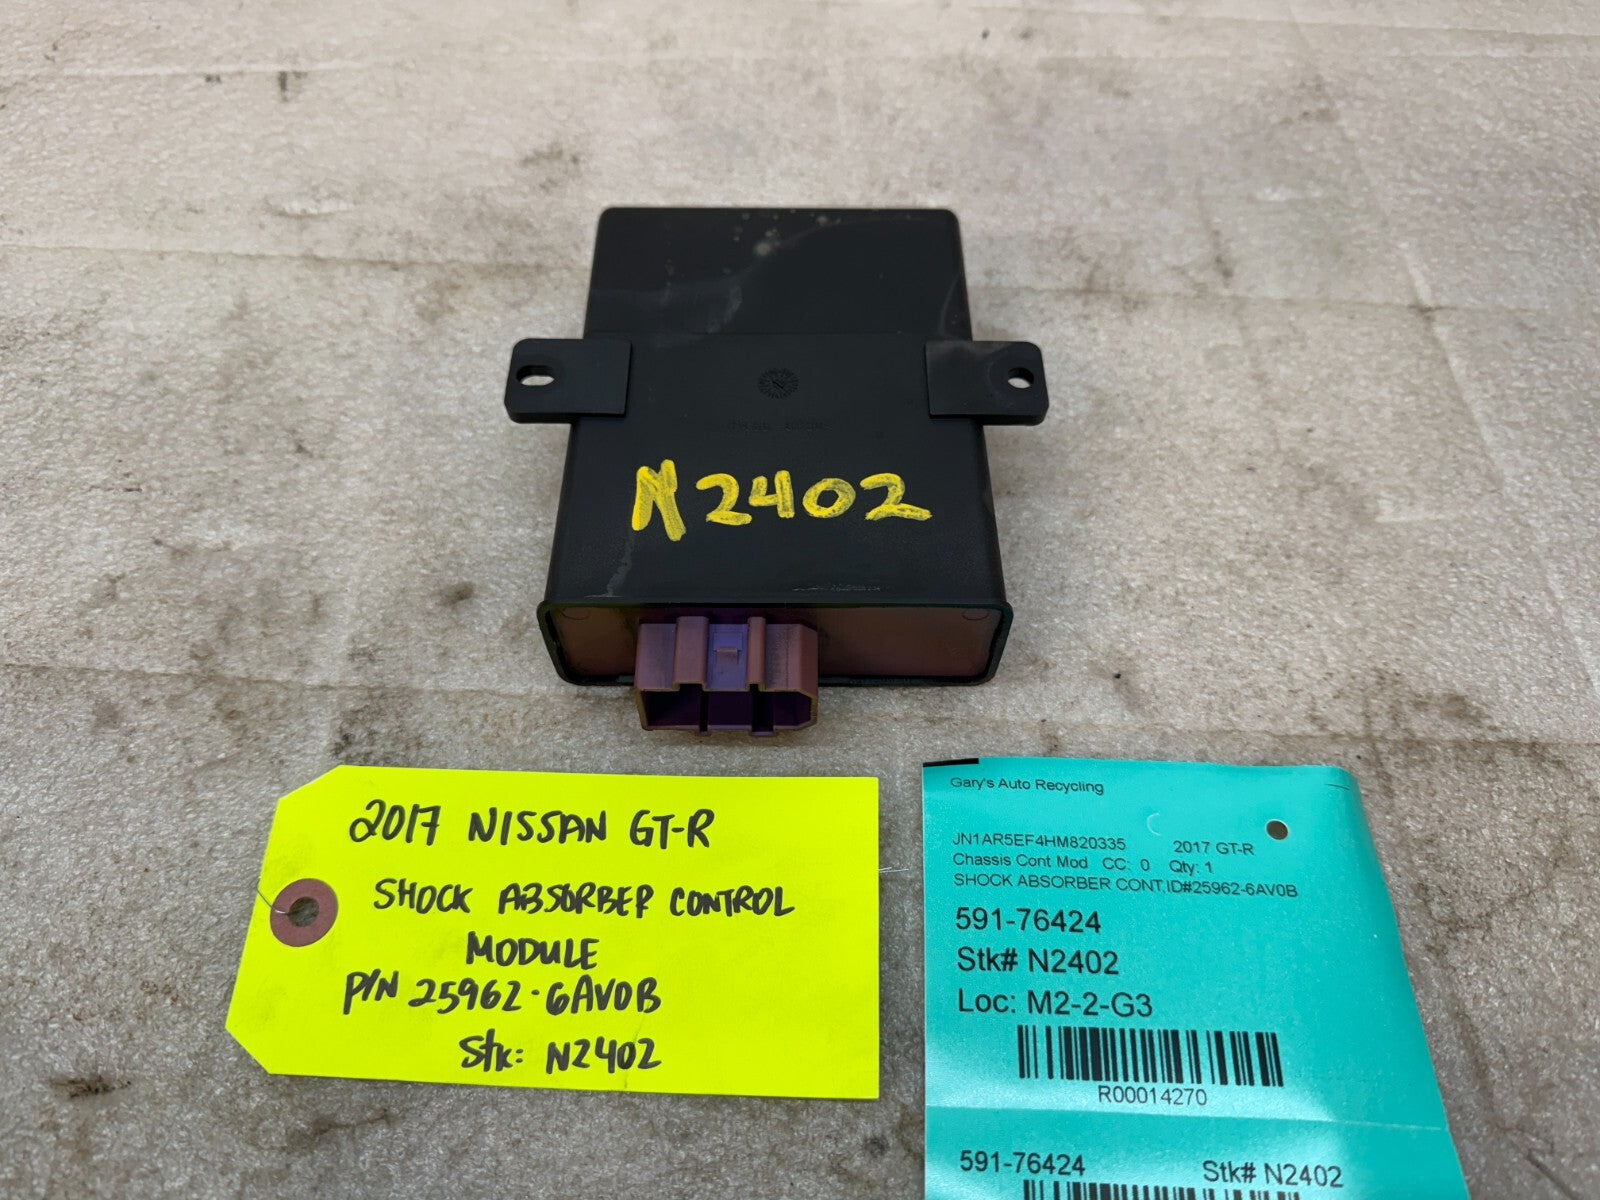 N2402
2017 NISSAN GT-R
SHOCK ABSORBER CONTROL
MODULE
P/N 25962-6AV0B
Stk: N2402
Gary's Auto Recycling
JN1AR5EF4HM820335 2017 GT-R
Chassis Cont Mod CC: 0 Qty: 1
SHOCK ABSORBER CONT,ID#25962-6AV0B
591-76424
Stk# N2402
Loc: M2-2-G3
R00014270
591-76424 Stk# N2402